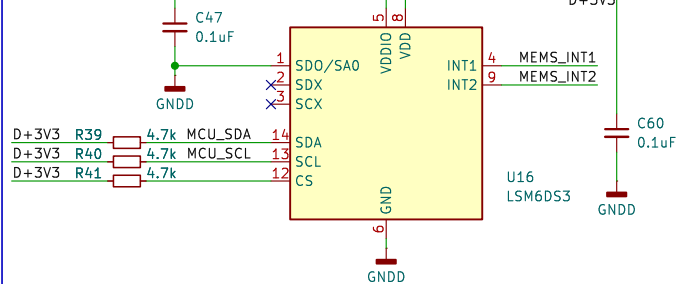 D+3V3
C47
0.1uF
5
8
VDDIO
VDD
1
SDO/SA0
INT1
4
MEMS_INT1
2
SDX
INT2
9
MEMS_INT2
GNDD
3
SCX
C60
0.1uF
D+3V3
R39
4.7k
MCU_SDA
14
SDA
D+3V3
R40
4.7k
MCU_SCL
13
SCL
D+3V3
R41
4.7k
12
CS
U16
LSM6DS3
GND
GNDD
6
GNDD